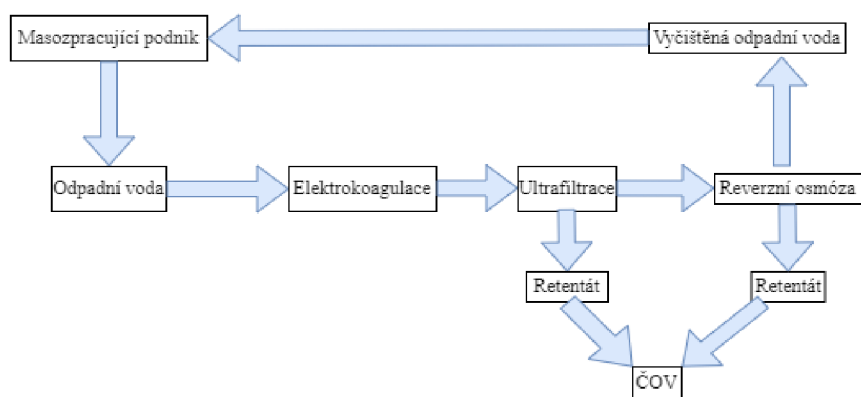 Masozpracující podnik
Vyčištěná odpadní voda
Odpadní voda
Elektrokoagulace
Ultrafiltrace
Reverzní osmóza
Retentát
Retentát
ČOV